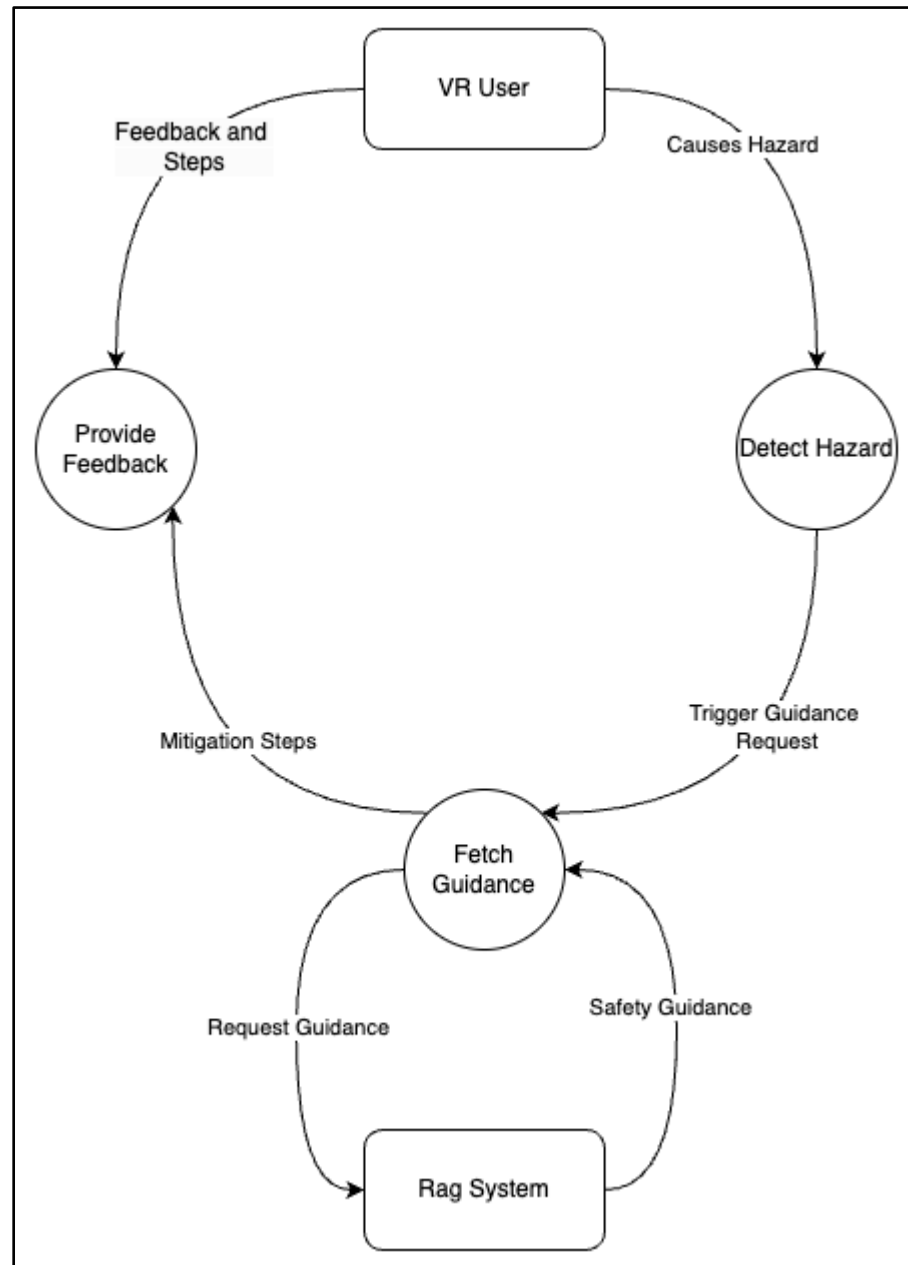 VR User
Feedback and
Steps
Causes Hazard
Provide
Feedback
Detect Hazard
Trigger Guidance
Request
Mitigation Steps
Fetch
Guidance
Safety Guidance
Request Guidance
Rag System